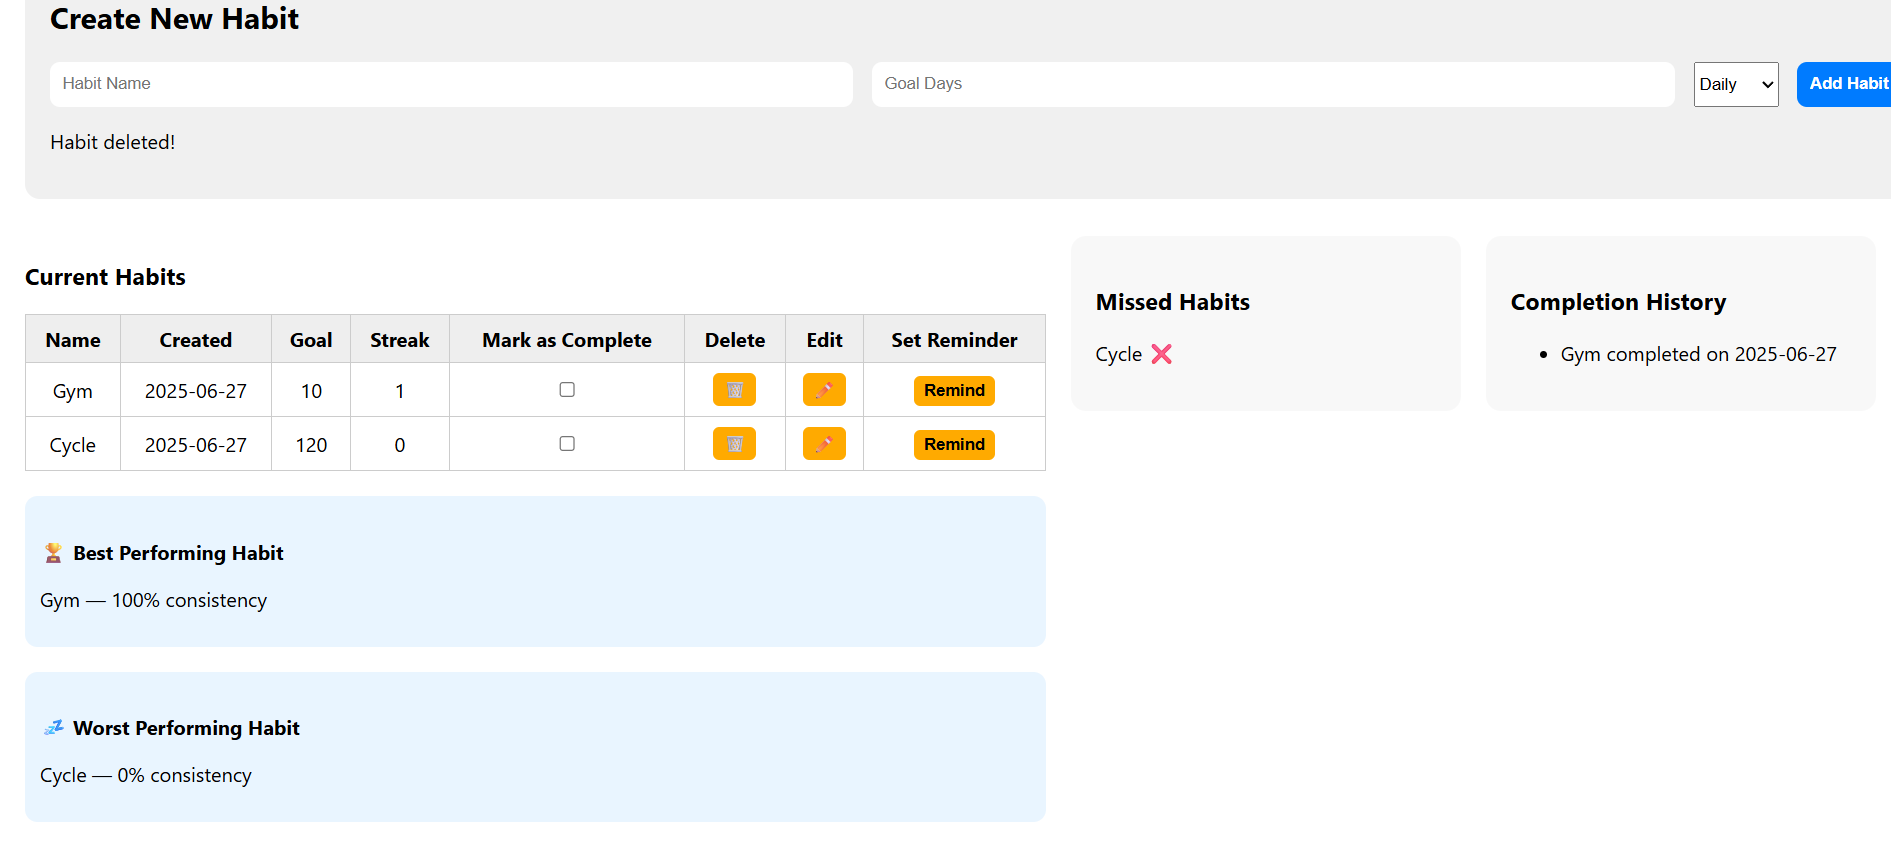 Create New Habit
Habit Name
Goal Days
Daily
Add Habit
Habit deleted!
Current Habits
Name Created Goal Streak Mark as Complete Delete Edit Set Reminder
Gym 2025-06-27 10 1 Remind
Cycle 2025-06-27 120 0 Remind
🏆 Best Performing Habit
Gym — 100% consistency
💤 Worst Performing Habit
Cycle — 0% consistency
Missed Habits
Cycle ❌
Completion History
• Gym completed on 2025-06-27